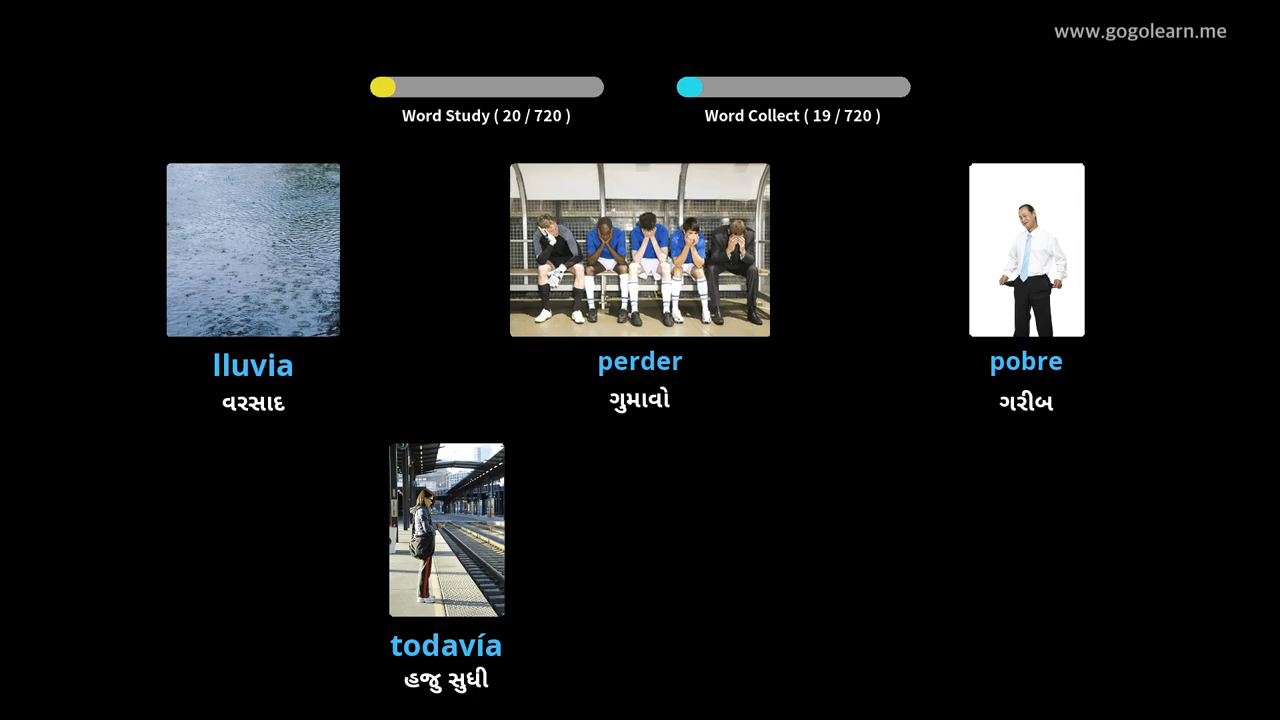 www.gogolearn.me
Word Study ( 20 / 720 )
Word Collect ( 19 / 720 )
lluvia
વરસાદ
perder
ગુમાવો
pobre
ગરીબ
todavía
હજુ સુધી